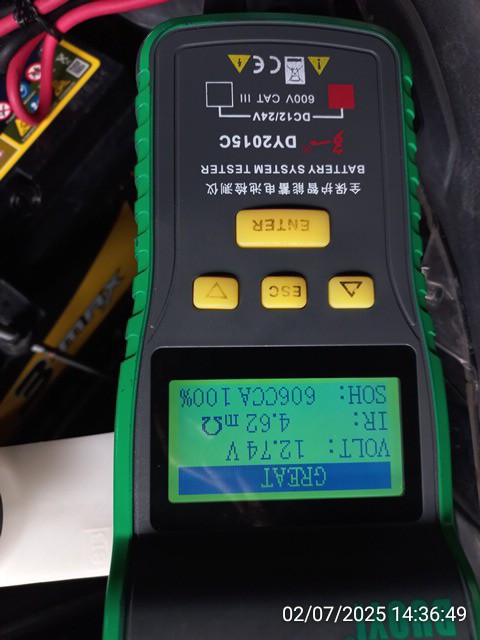 GREAT
VOLT: 12.74 V
IR: 4.62 mΩ
SOH: 606CCA 100%
ESC
ENTER
全保护智能蓄电池检测仪
BATTERY SYSTEM TESTER
DY2015C
DC12/24V
600V CAT III
CE
MAX
02/07/2025 14:36:49